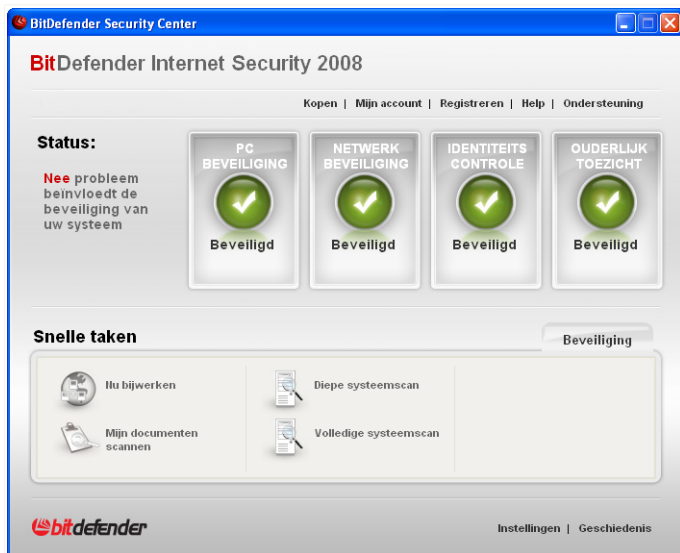 BitDefender Security Center
BitDefender Internet Security 2008
Kopen | Mijn account | Registreren | Help | Ondersteuning
Status:
Nee probleem
beïnvloedt de
beveiliging van
uw systeem
PC
BEVEILIGING
Beveiligd
NETWERK
BEVEILIGING
Beveiligd
IDENTITEITS
CONTROLE
Beveiligd
OUDERLIJK
TOEZICHT
Beveiligd
Snelle taken
Beveiliging
Nu bijwerken
Diepe systeemscan
Mijn documenten
scannen
Volledige systeemscan
bitdefender
Instellingen | Geschiedenis